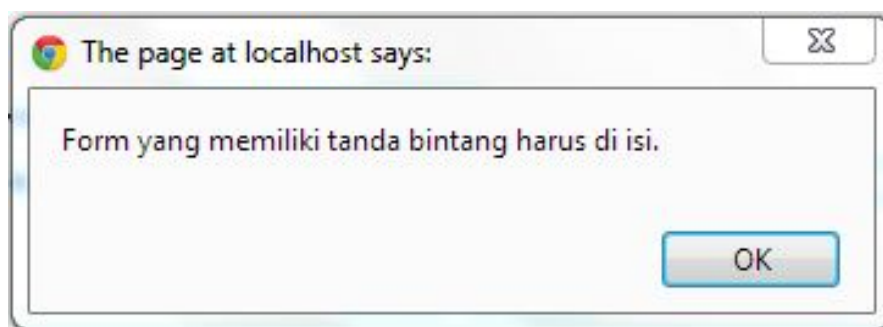 The page at localhost says:
Form yang memiliki tanda bintang harus di isi.
OK